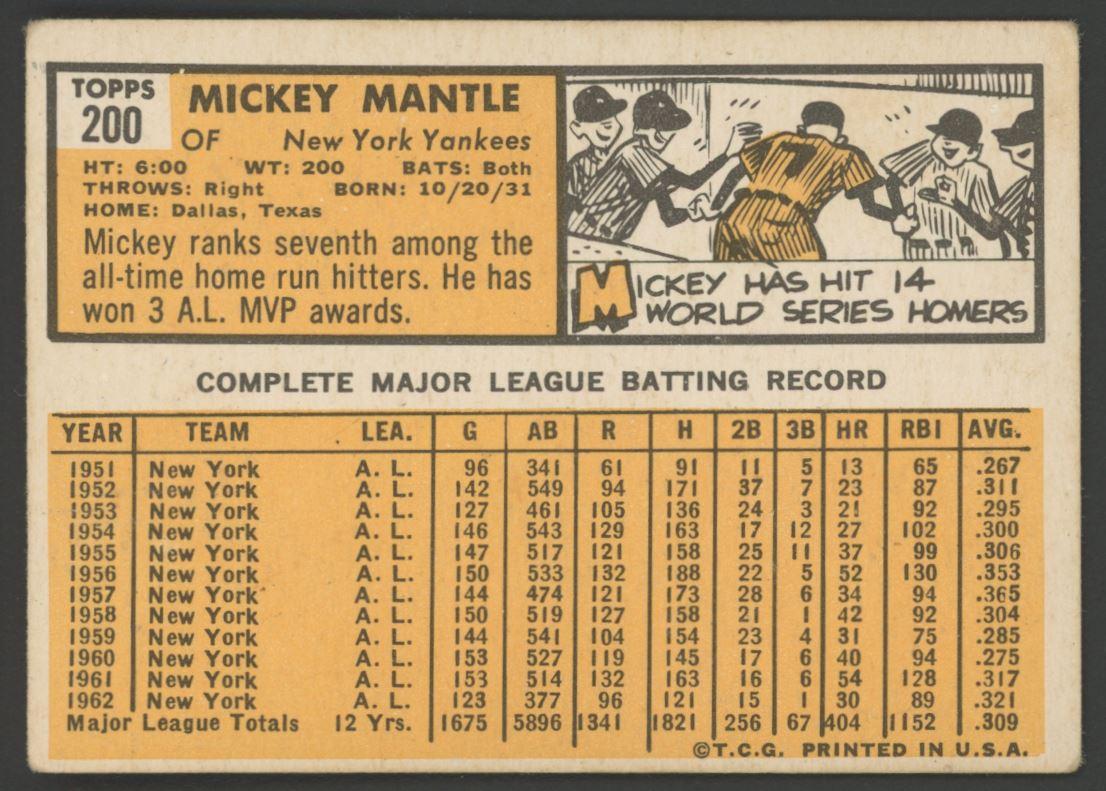 TOPPS
200
MICKEY MANTLE
OF New York Yankees
HT: 6:00 WT: 200 BATS: Both
THROWS: Right BORN: 10/20/31
HOME: Dallas, Texas
Mickey ranks seventh among the
all-time home run hitters. He has
won 3 A.L. MVP awards.
7
MICKEY HAS HIT 14
WORLD SERIES HOMERS
COMPLETE MAJOR LEAGUE BATTING RECORD
YEAR TEAM LEA. G AB R H 2B 3B HR RBI AVG.
1951 New York A. L. 96 341 61 91 11 5 13 65 .267
1952 New York A. L. 142 549 94 171 37 7 23 87 .311
1953 New York A. L. 127 461 105 136 24 3 21 92 .295
1954 New York A. L. 146 543 129 163 17 12 27 102 .300
1955 New York A. L. 147 517 121 158 25 11 37 99 .306
1956 New York A. L. 150 533 132 188 22 5 52 130 .353
1957 New York A. L. 144 474 121 173 28 6 34 94 .365
1958 New York A. L. 150 519 127 158 21 1 42 92 .304
1959 New York A. L. 144 541 104 154 23 4 31 75 .285
1960 New York A. L. 153 527 119 145 17 6 40 94 .275
1961 New York A. L. 153 514 132 163 16 6 54 128 .317
1962 New York A. L. 123 377 96 121 15 1 30 89 .321
Major League Totals 12 Yrs. 1675 5896 1341 1821 256 67 404 1152 .309
©T.C.G. PRINTED IN U.S.A.